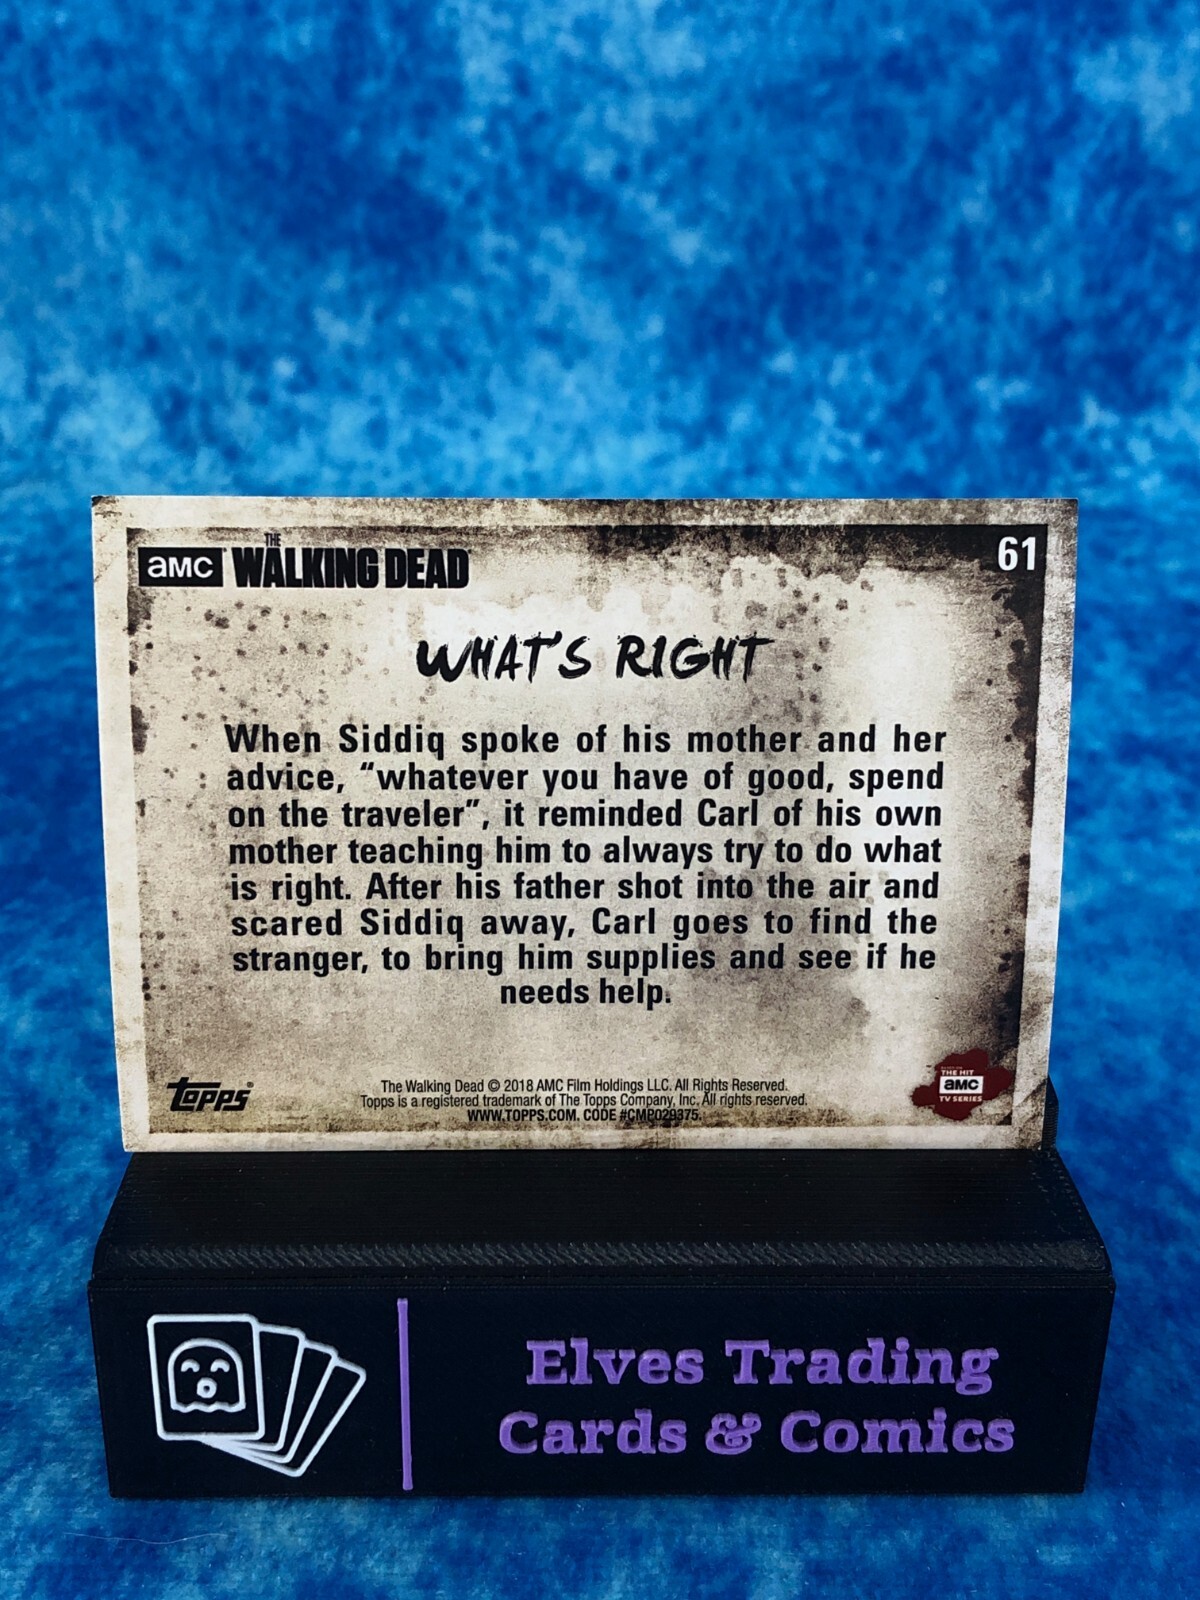 amc THE WALKING DEAD
61
WHAT'S RIGHT
When Siddiq spoke of his mother and her
advice, “whatever you have of good, spend
on the traveler”, it reminded Carl of his own
mother teaching him to always try to do what
is right. After his father shot into the air and
scared Siddiq away, Carl goes to find the
stranger, to bring him supplies and see if he
needs help.
topps®
The Walking Dead © 2018 AMC Film Holdings LLC. All Rights Reserved.
Topps is a registered trademark of The Topps Company, Inc. All rights reserved.
WWW.TOPPS.COM. CODE #CMP029375.
BASED ON
THE HIT
amc
TV SERIES
Elves Trading
Cards & Comics